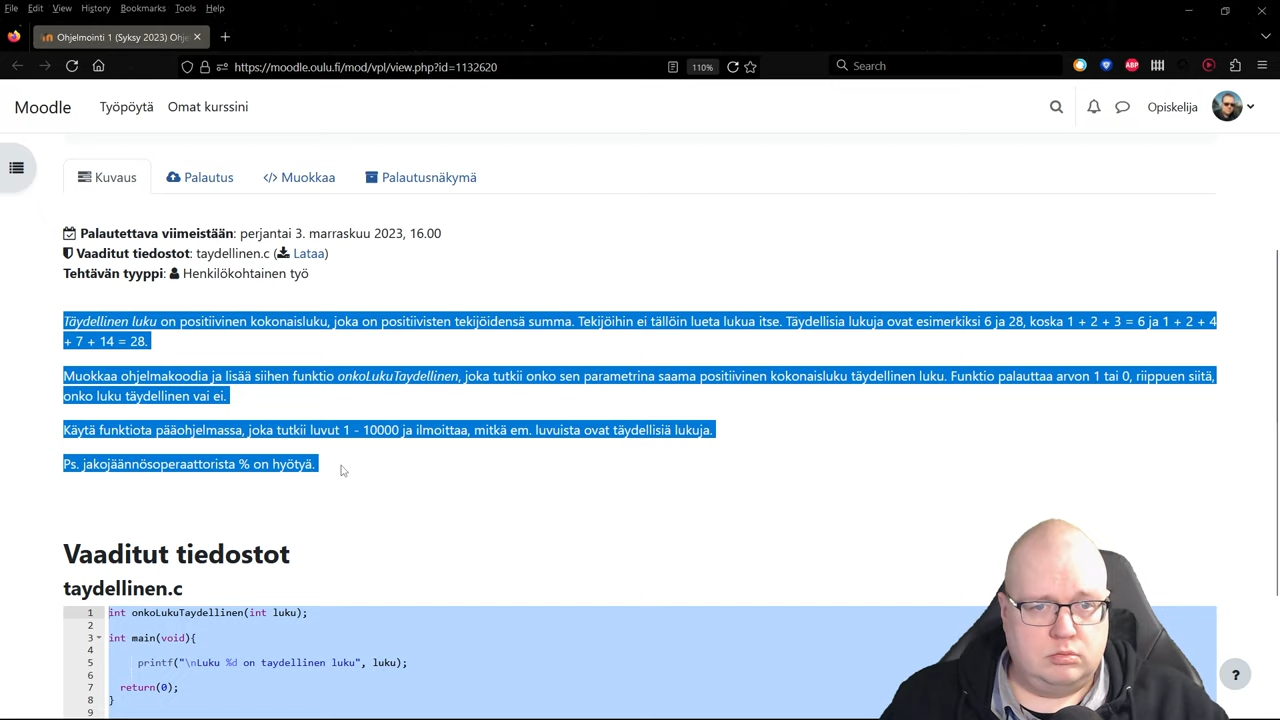 File Edit View History Bookmarks Tools Help
Ohjelmointi 1 (Syksy 2023) Ohje
https://moodle.oulu.fi/mod/vpl/view.php?id=1132620
110%
Search
ABP
Moodle Työpöytä Omat kurssini
Opiskelija
Kuvaus Palautus </> Muokkaa Palautusnäkymä
Palautettava viimeistään: perjantai 3. marraskuu 2023, 16.00
Vaaditut tiedostot: taydellinen.c (Lataa)
Tehtävän tyyppi: Henkilökohtainen työ
Täydellinen luku on positiivinen kokonaisluku, joka on positiivisten tekijöidensä summa. Tekijöihin ei tällöin lueta lukua itse. Täydellisia lukuja ovat esimerkiksi 6 ja 28, koska 1 + 2 + 3 = 6 ja 1 + 2 + 4
+ 7 + 14 = 28.
Muokkaa ohjelmakoodia ja lisää siihen funktio onkoLukuTaydellinen, joka tutkii onko sen parametrina saama positiivinen kokonaisluku täydellinen luku. Funktio palauttaa arvon 1 tai 0, riippuen siitä,
onko luku täydellinen vai ei.
Käytä funktiota pääohjelmassa, joka tutkii luvut 1 - 10000 ja ilmoittaa, mitkä em. luvuista ovat täydellisiä lukuja.
Ps. jakojäännösoperaattorista % on hyötyä.
Vaaditut tiedostot
taydellinen.c
1 int onkoLukuTaydellinen(int luku);
2
3 int main(void){
4
5 printf("\nLuku %d on taydellinen luku", luku);
6
7 return(0);
8 }
9
?